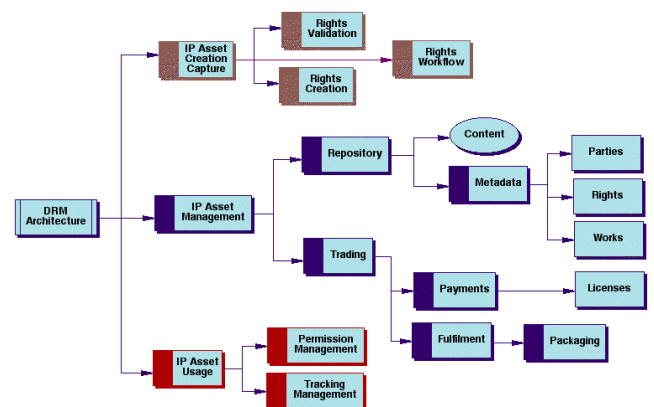 IP Asset
Creation
Capture
Rights
Validation
Rights
Creation
Rights
Workflow
DRM
Architecture
IP Asset
Management
Repository
Content
Metadata
Parties
Rights
Works
Trading
Payments
Licenses
Fulfilment
Packaging
IP Asset
Usage
Permission
Management
Tracking
Management